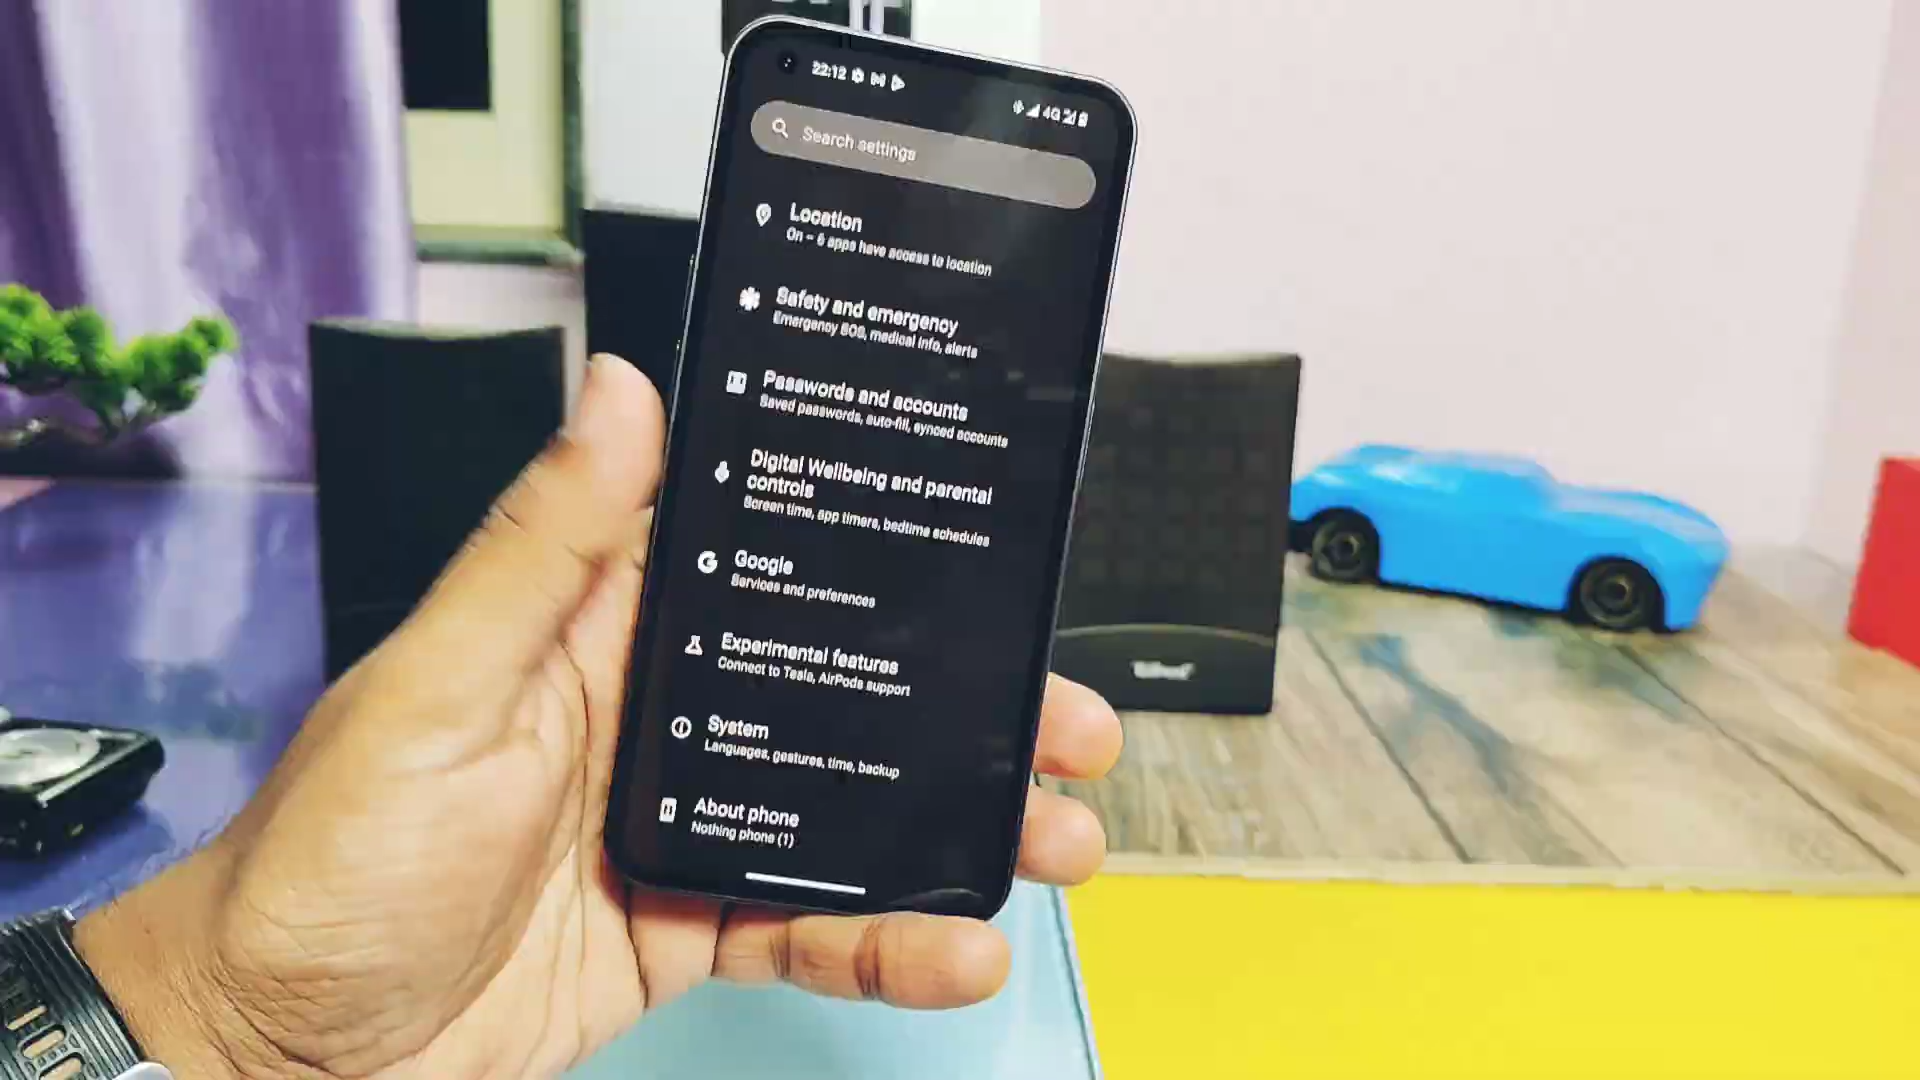 22:12
4G
Search settings
Location
On – 6 apps have access to location
Safety and emergency
Emergency SOS, medical info, alerts
Passwords and accounts
Saved passwords, auto-fill, synced accounts
Digital Wellbeing and parental
controls
Screen time, app timers, bedtime schedules
Google
Services and preferences
Experimental features
Connect to Tesla, AirPods support
System
Languages, gestures, time, backup
About phone
Nothing phone (1)